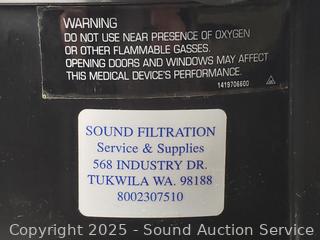 WARNING
DO NOT USE NEAR PRESENCE OF OXYGEN
OR OTHER FLAMMABLE GASSES.
OPENING DOORS AND WINDOWS MAY AFFECT
THIS MEDICAL DEVICE'S PERFORMANCE.
1419706600
SOUND FILTRATION
Service & Supplies
568 INDUSTRY DR.
TUKWILA WA. 98188
8002307510
Copyright 2025 - Sound Auction Service